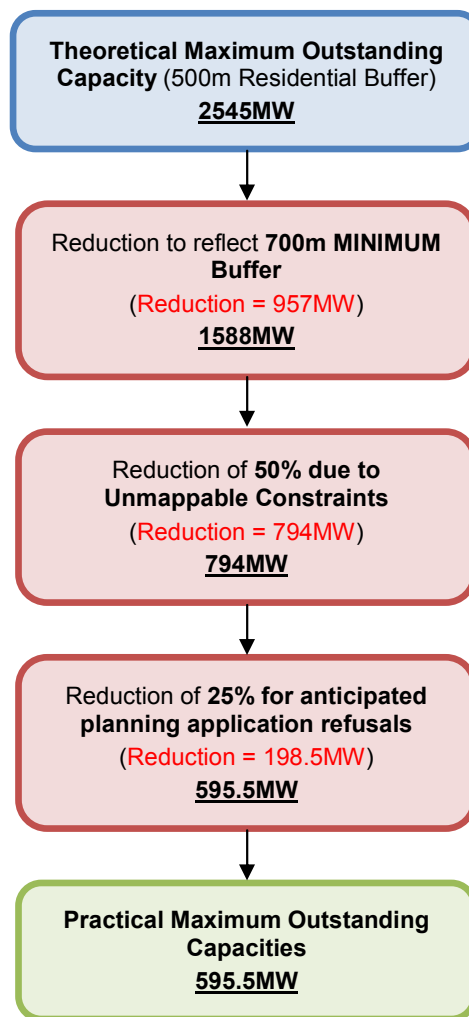 Theoretical Maximum Outstanding
Capacity (500m Residential Buffer)
2545MW
Reduction to reflect 700m MINIMUM
Buffer
(Reduction = 957MW)
1588MW
Reduction of 50% due to
Unmappable Constraints
(Reduction = 794MW)
794MW
Reduction of 25% for anticipated
planning application refusals
(Reduction = 198.5MW)
595.5MW
Practical Maximum Outstanding
Capacities
595.5MW